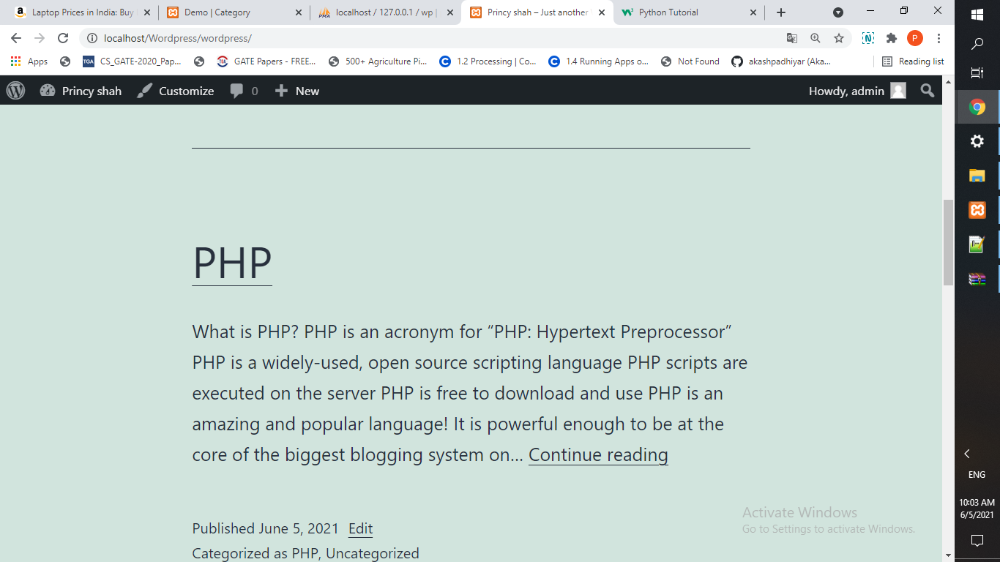 Laptop Prices in India: Buy
Demo | Category
localhost / 127.0.0.1 / wp |
Princy shah – Just another
Python Tutorial
localhost/Wordpress/wordpress/
P
Apps
TGA CS_GATE-2020_Pap...
GATE Papers - FREE...
500+ Agriculture Pi...
1.2 Processing | Co...
1.4 Running Apps o...
Not Found
akashpadhiyar (Aka...
Reading list
Princy shah
Customize
0
New
Howdy, admin
PHP
What is PHP? PHP is an acronym for “PHP: Hypertext Preprocessor”
PHP is a widely-used, open source scripting language PHP scripts are
executed on the server PHP is free to download and use PHP is an
amazing and popular language! It is powerful enough to be at the
core of the biggest blogging system on… Continue reading
Published June 5, 2021 Edit
Categorized as PHP, Uncategorized
Activate Windows
Go to Settings to activate Windows.
ENG
10:03 AM
6/5/2021